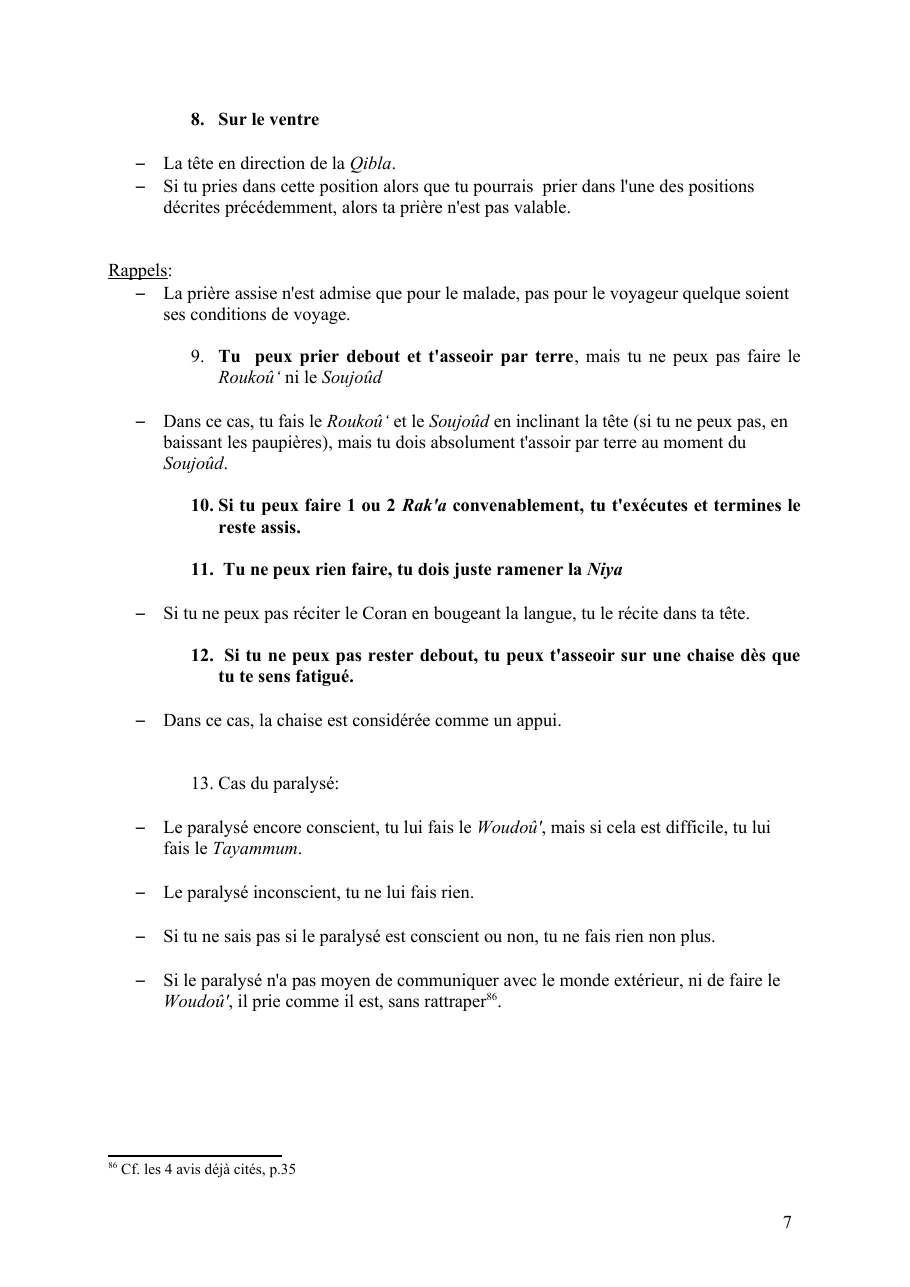 8. Sur le ventre
– La tête en direction de la Qibla.
– Si tu pries dans cette position alors que tu pourrais  prier dans l'une des positions
décrites précédemment, alors ta prière n'est pas valable.
Rappels:
– La prière assise n'est admise que pour le malade, pas pour le voyageur quelque soient
ses conditions de voyage.
9. Tu  peux prier debout et t'asseoir par terre, mais tu ne peux pas faire le
Roukoû‘ ni le Soujoûd
– Dans ce cas, tu fais le Roukoû‘ et le Soujoûd en inclinant la tête (si tu ne peux pas, en
baissant les paupières), mais tu dois absolument t'assoir par terre au moment du
Soujoûd.
10. Si tu peux faire 1 ou 2 Rak'a convenablement, tu t'exécutes et termines le
reste assis.
11.  Tu ne peux rien faire, tu dois juste ramener la Niya
– Si tu ne peux pas réciter le Coran en bougeant la langue, tu le récite dans ta tête.
12.  Si tu ne peux pas rester debout, tu peux t'asseoir sur une chaise dès que
tu te sens fatigué.
– Dans ce cas, la chaise est considérée comme un appui.
13. Cas du paralysé:
– Le paralysé encore conscient, tu lui fais le Woudoû', mais si cela est difficile, tu lui
fais le Tayammum.
– Le paralysé inconscient, tu ne lui fais rien.
– Si tu ne sais pas si le paralysé est conscient ou non, tu ne fais rien non plus.
– Si le paralysé n'a pas moyen de communiquer avec le monde extérieur, ni de faire le
Woudoû', il prie comme il est, sans rattraper86.
86 Cf. les 4 avis déjà cités, p.35
7